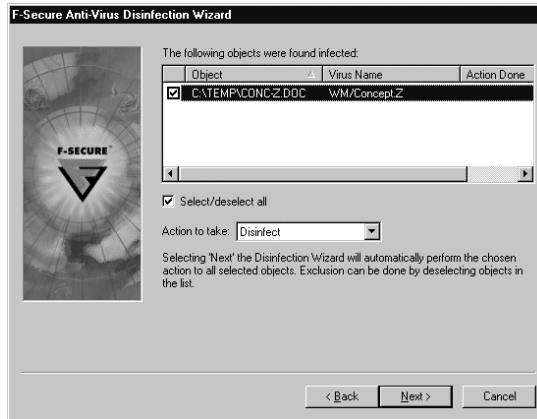 F-Secure Anti-Virus Disinfection Wizard
The following objects were found infected:
Object Virus Name Action Done
C:\TEMP\CONC-Z.DOC WM/Concept.Z
F-SECURE
Select/deselect all
Action to take: Disinfect
Selecting 'Next' the Disinfection Wizard will automatically perform the chosen
action to all selected objects. Exclusion can be done by deselecting objects in
the list.
< Back Next > Cancel